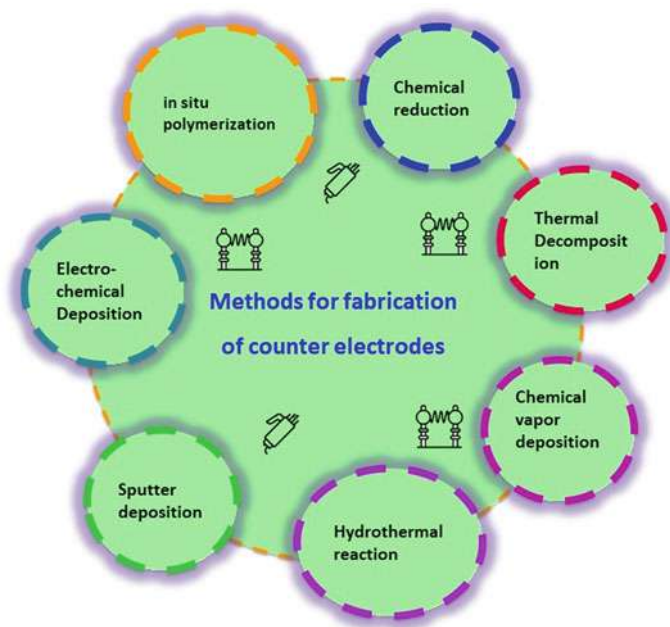 in situ
polymerization
Chemical
reduction
Thermal
Decomposit
ion
Electro-
chemical
Deposition
Methods for fabrication
of counter electrodes
Chemical
vapor
deposition
Sputter
deposition
Hydrothermal
reaction